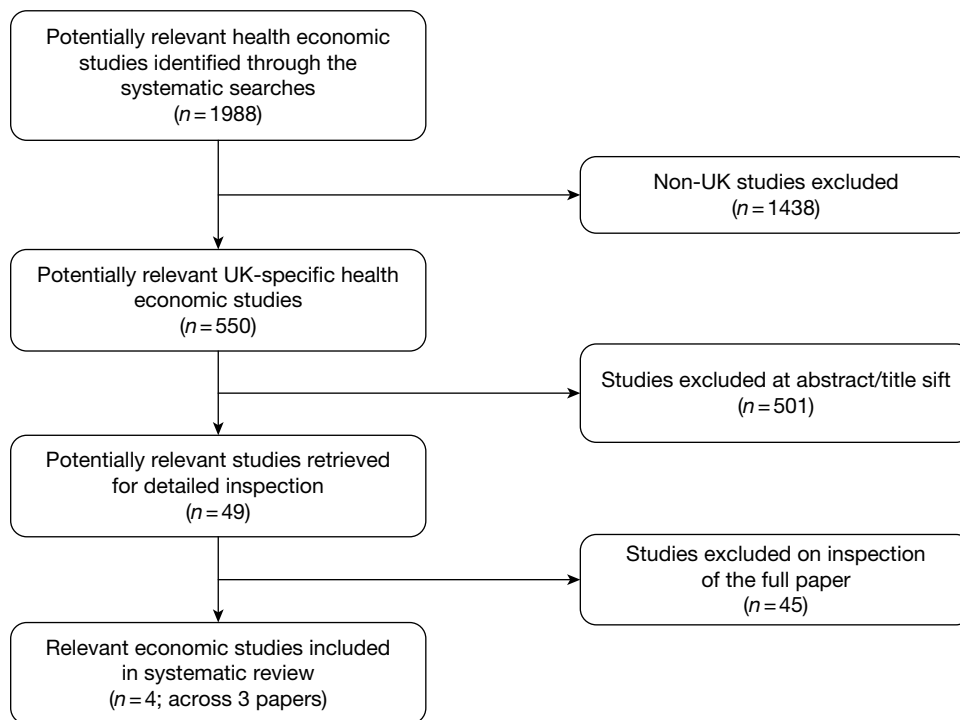 Potentially relevant health economic
studies identified through the
systematic searches
(n = 1988)
Non-UK studies excluded
(n = 1438)
Potentially relevant UK-specific health
economic studies
(n = 550)
Studies excluded at abstract/title sift
(n = 501)
Potentially relevant studies retrieved
for detailed inspection
(n = 49)
Studies excluded on inspection
of the full paper
(n = 45)
Relevant economic studies included
in systematic review
(n = 4; across 3 papers)